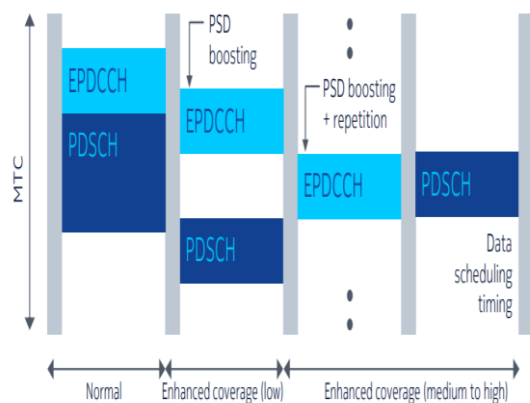 PSD
boosting
EPDCCH
PDSCH
EPDCCH
PDSCH
PSD boosting
+ repetition
EPDCCH
PDSCH
Data
scheduling
timing
MTC
Normal
Enhanced coverage (low)
Enhanced coverage (medium to high)